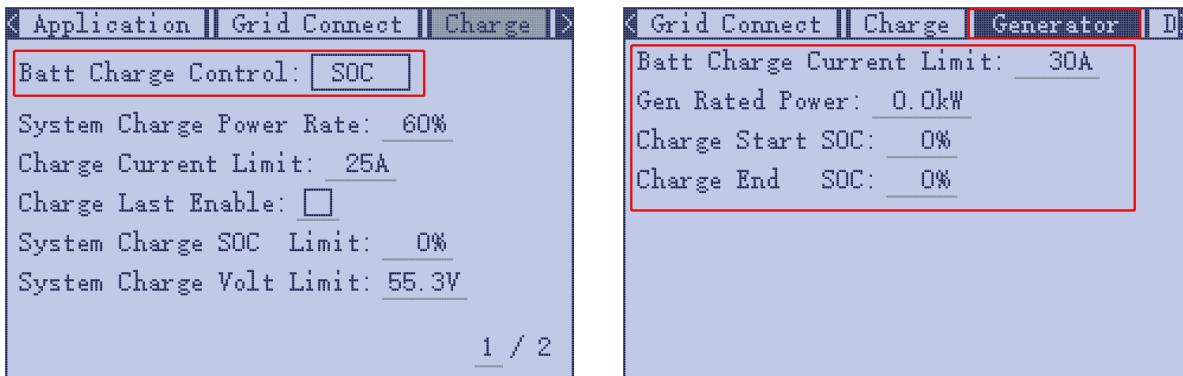 Application Grid Connect Charge
Batt Charge Control: SOC
System Charge Power Rate: 60%
Charge Current Limit: 25A
Charge Last Enable:
System Charge SOC Limit: 0%
System Charge Volt Limit: 55.3V
1 / 2
Grid Connect Charge Generator D
Batt Charge Current Limit: 30A
Gen Rated Power: 0.0kW
Charge Start SOC: 0%
Charge End SOC: 0%